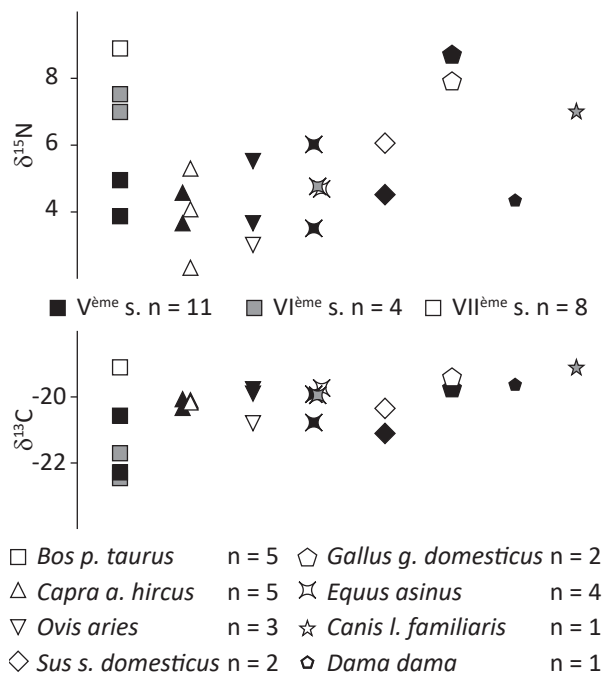 δ15N
8
6
4
Vème s. n = 11 VIème s. n = 4 VIIème s. n = 8
δ13C
-20
-22
Bos p. taurus n = 5 Gallus g. domesticus n = 2
Capra a. hircus n = 5 Equus asinus n = 4
Ovis aries n = 3 Canis l. familiaris n = 1
Sus s. domesticus n = 2 Dama dama n = 1